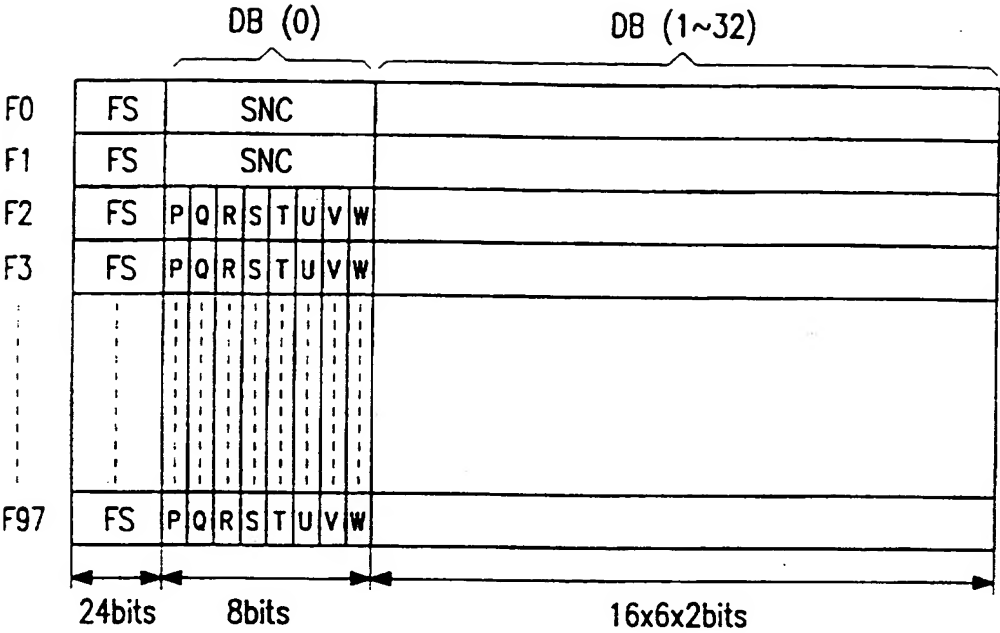 DB (0) DB (1~32)
F0 FS SNC
F1 FS SNC
F2 FS P Q R S T U V W
F3 FS P Q R S T U V W
F97 FS P Q R S T U V W
24bits 8bits 16x6x2bits